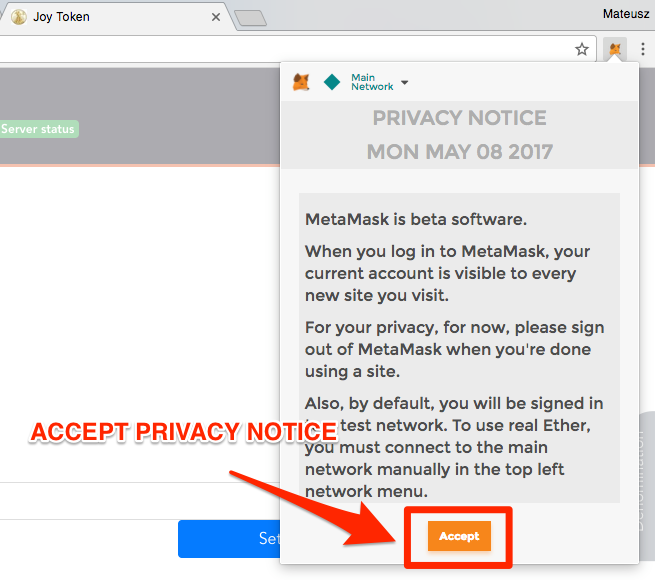 Joy Token
Mateusz
Main
Network
Server status
PRIVACY NOTICE
MON MAY 08 2017
MetaMask is beta software.
When you log in to MetaMask, your
current account is visible to every
new site you visit.
For your privacy, for now, please sign
out of MetaMask when you're done
using a site.
Also, by default, you will be signed in
test network. To use real Ether,
ACCEPT PRIVACY NOTICE
you must connect to the main
network manually in the top left
network menu.
Denomination
Set
Accept